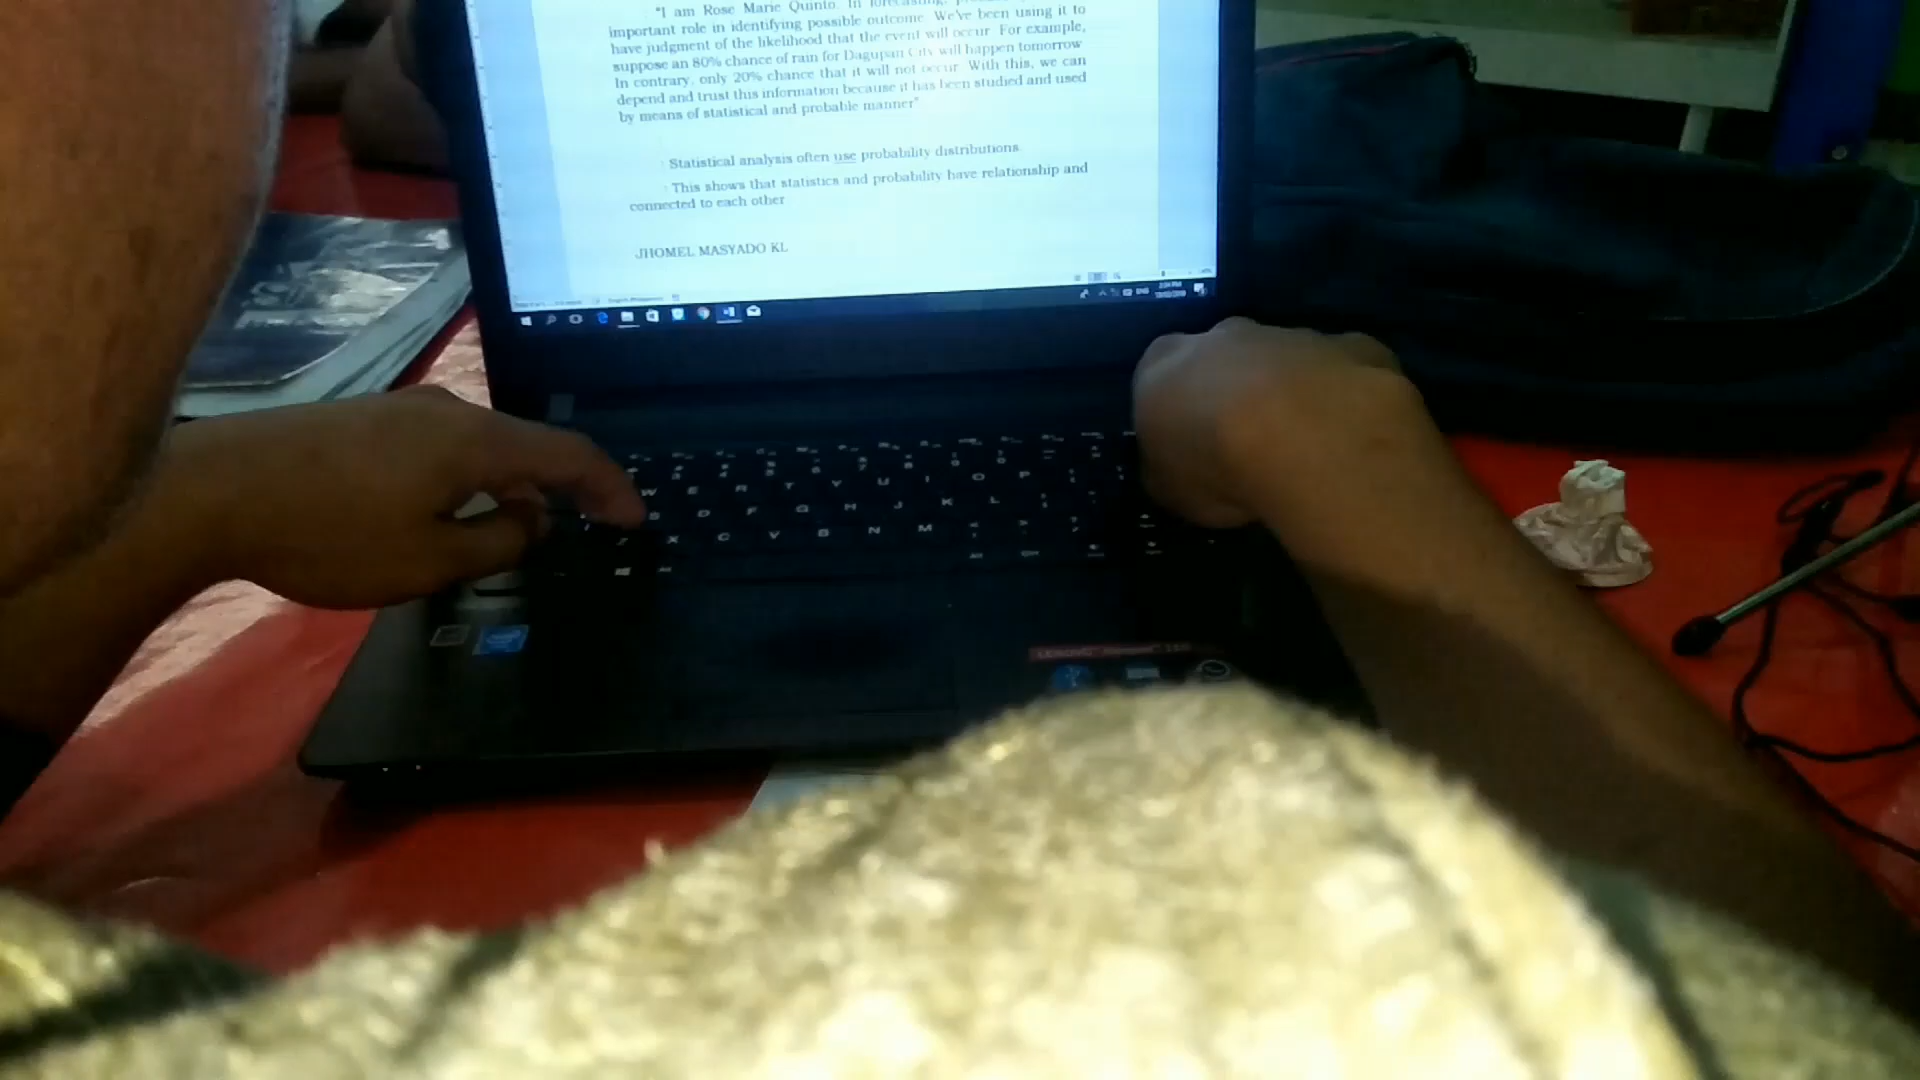 "I am Rose Marie Quinto. In forecasting,
important role in identifying possible outcome. We've been using it to
have judgment of the likelihood that the event will occur. For example,
suppose an 80% chance of rain for Dagupan City will happen tomorrow.
In contrary, only 20% chance that it will not occur. With this, we can
depend and trust this information because it has been studied and used
by means of statistical and probable manner"
: Statistical analysis often use probability distributions.
: This shows that statistics and probability have relationship and
connected to each other
JHOMEL MASYADO KL
ENG
W E R T Y U I O P
S D F G H J K L
Z X C V B N M